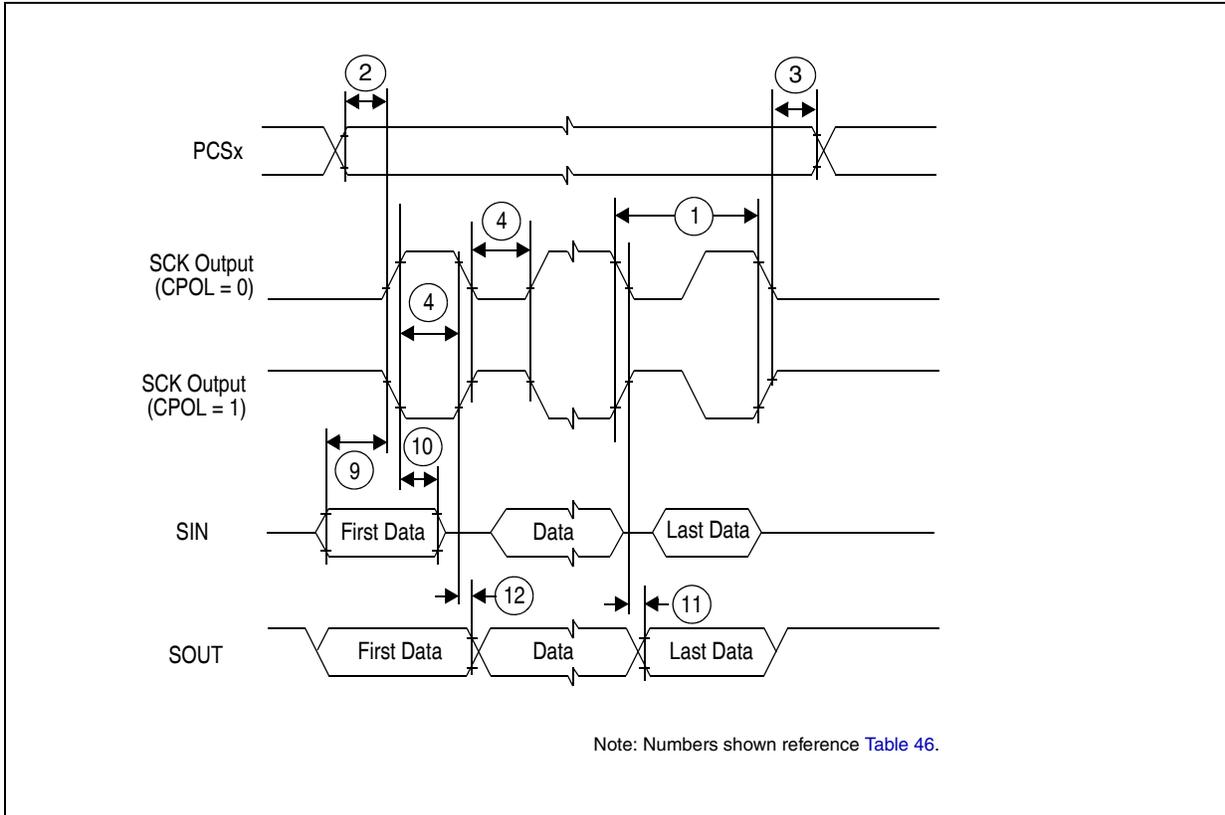 2
3
PCSx
4
1
SCK Output
(CPOL = 0)
4
SCK Output
(CPOL = 1)
10
9
SIN
First Data
Data
Last Data
12
11
SOUT
First Data
Data
Last Data
Note: Numbers shown reference Table 46.